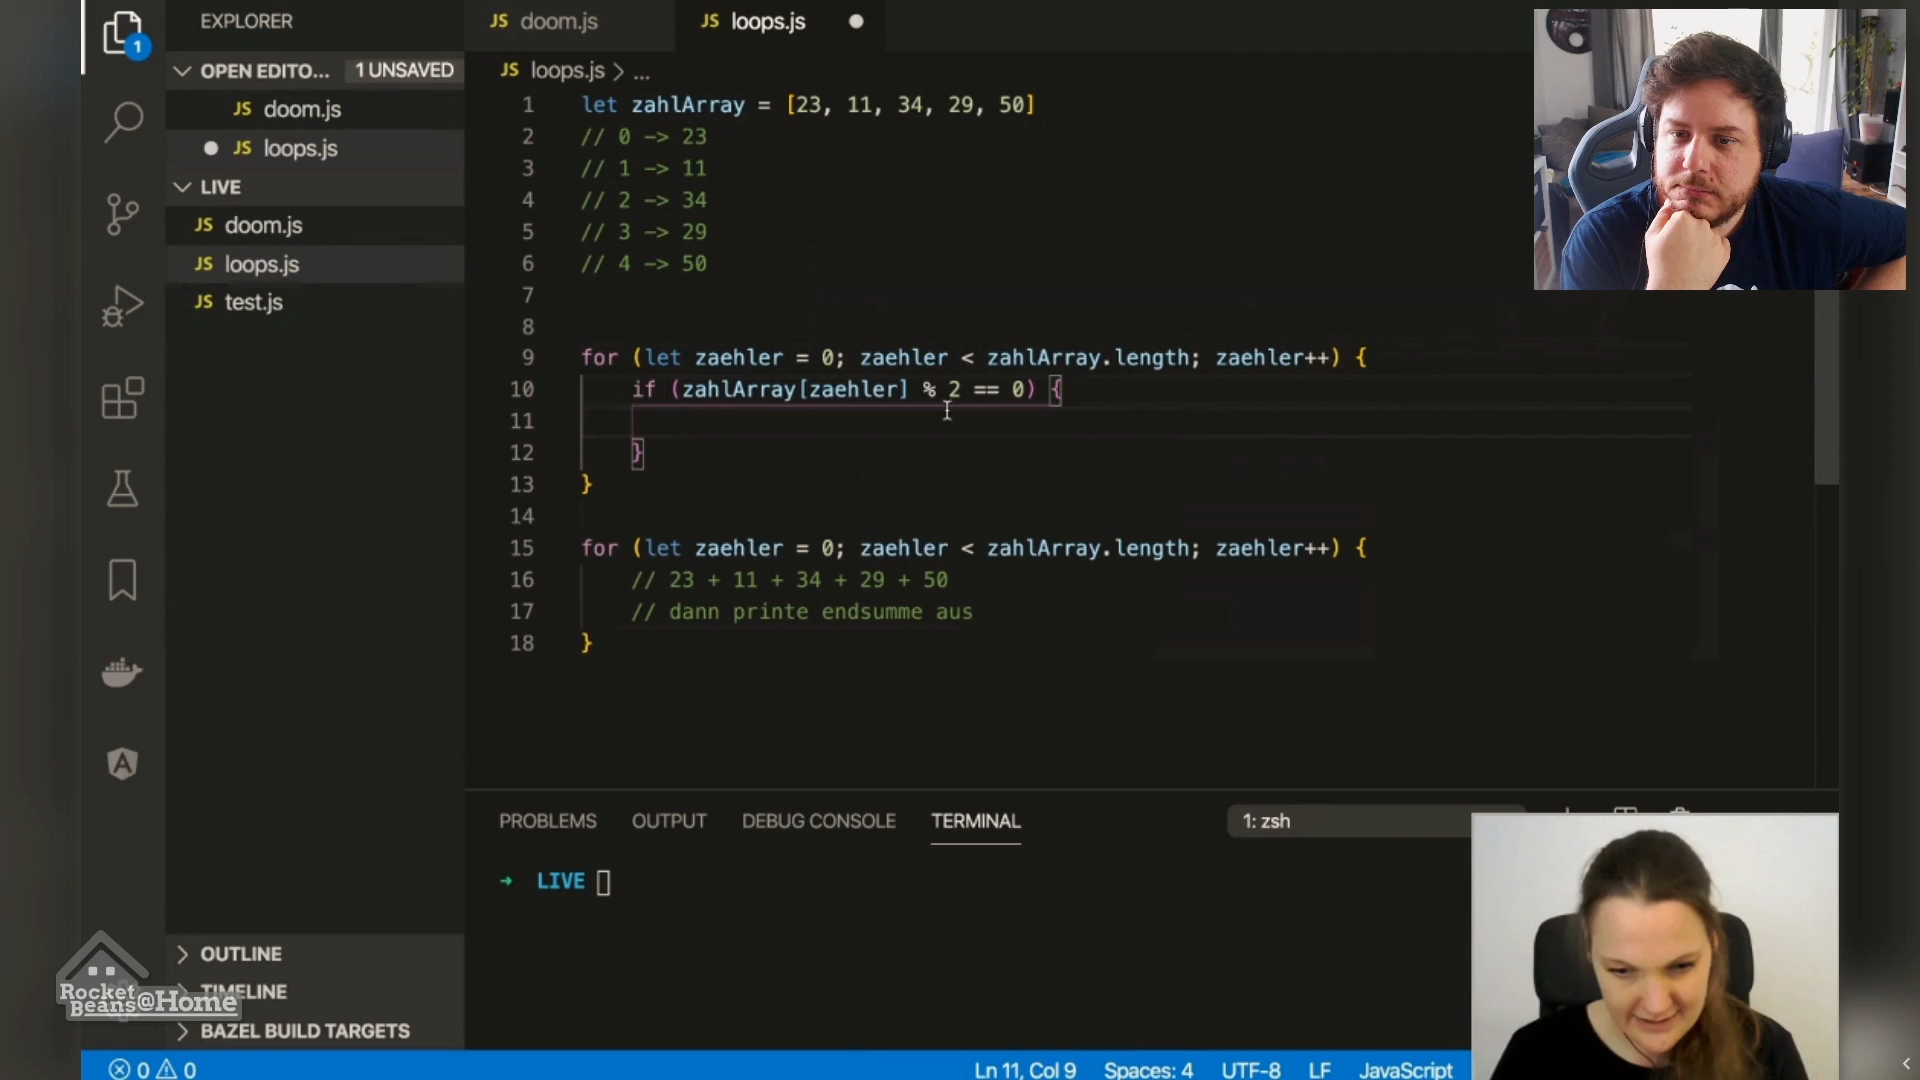 EXPLORER
1
OPEN EDITO... 1 UNSAVED
JS doom.js
JS loops.js
LIVE
JS doom.js
JS loops.js
JS test.js
OUTLINE
TIMELINE
BAZEL BUILD TARGETS
JS doom.js
JS loops.js
JS loops.js > ...
1 let zahlArray = [23, 11, 34, 29, 50]
2 // 0 -> 23
3 // 1 -> 11
4 // 2 -> 34
5 // 3 -> 29
6 // 4 -> 50
7
8
9 for (let zaehler = 0; zaehler < zahlArray.length; zaehler++) {
10 if (zahlArray[zaehler] % 2 == 0) {
11
12 }
13 }
14
15 for (let zaehler = 0; zaehler < zahlArray.length; zaehler++) {
16 // 23 + 11 + 34 + 29 + 50
17 // dann printe endsumme aus
18 }
PROBLEMS OUTPUT DEBUG CONSOLE TERMINAL 1: zsh
→ LIVE
0 0 Ln 11, Col 9 Spaces: 4 UTF-8 LF JavaScript
Rocket
Beans@Home